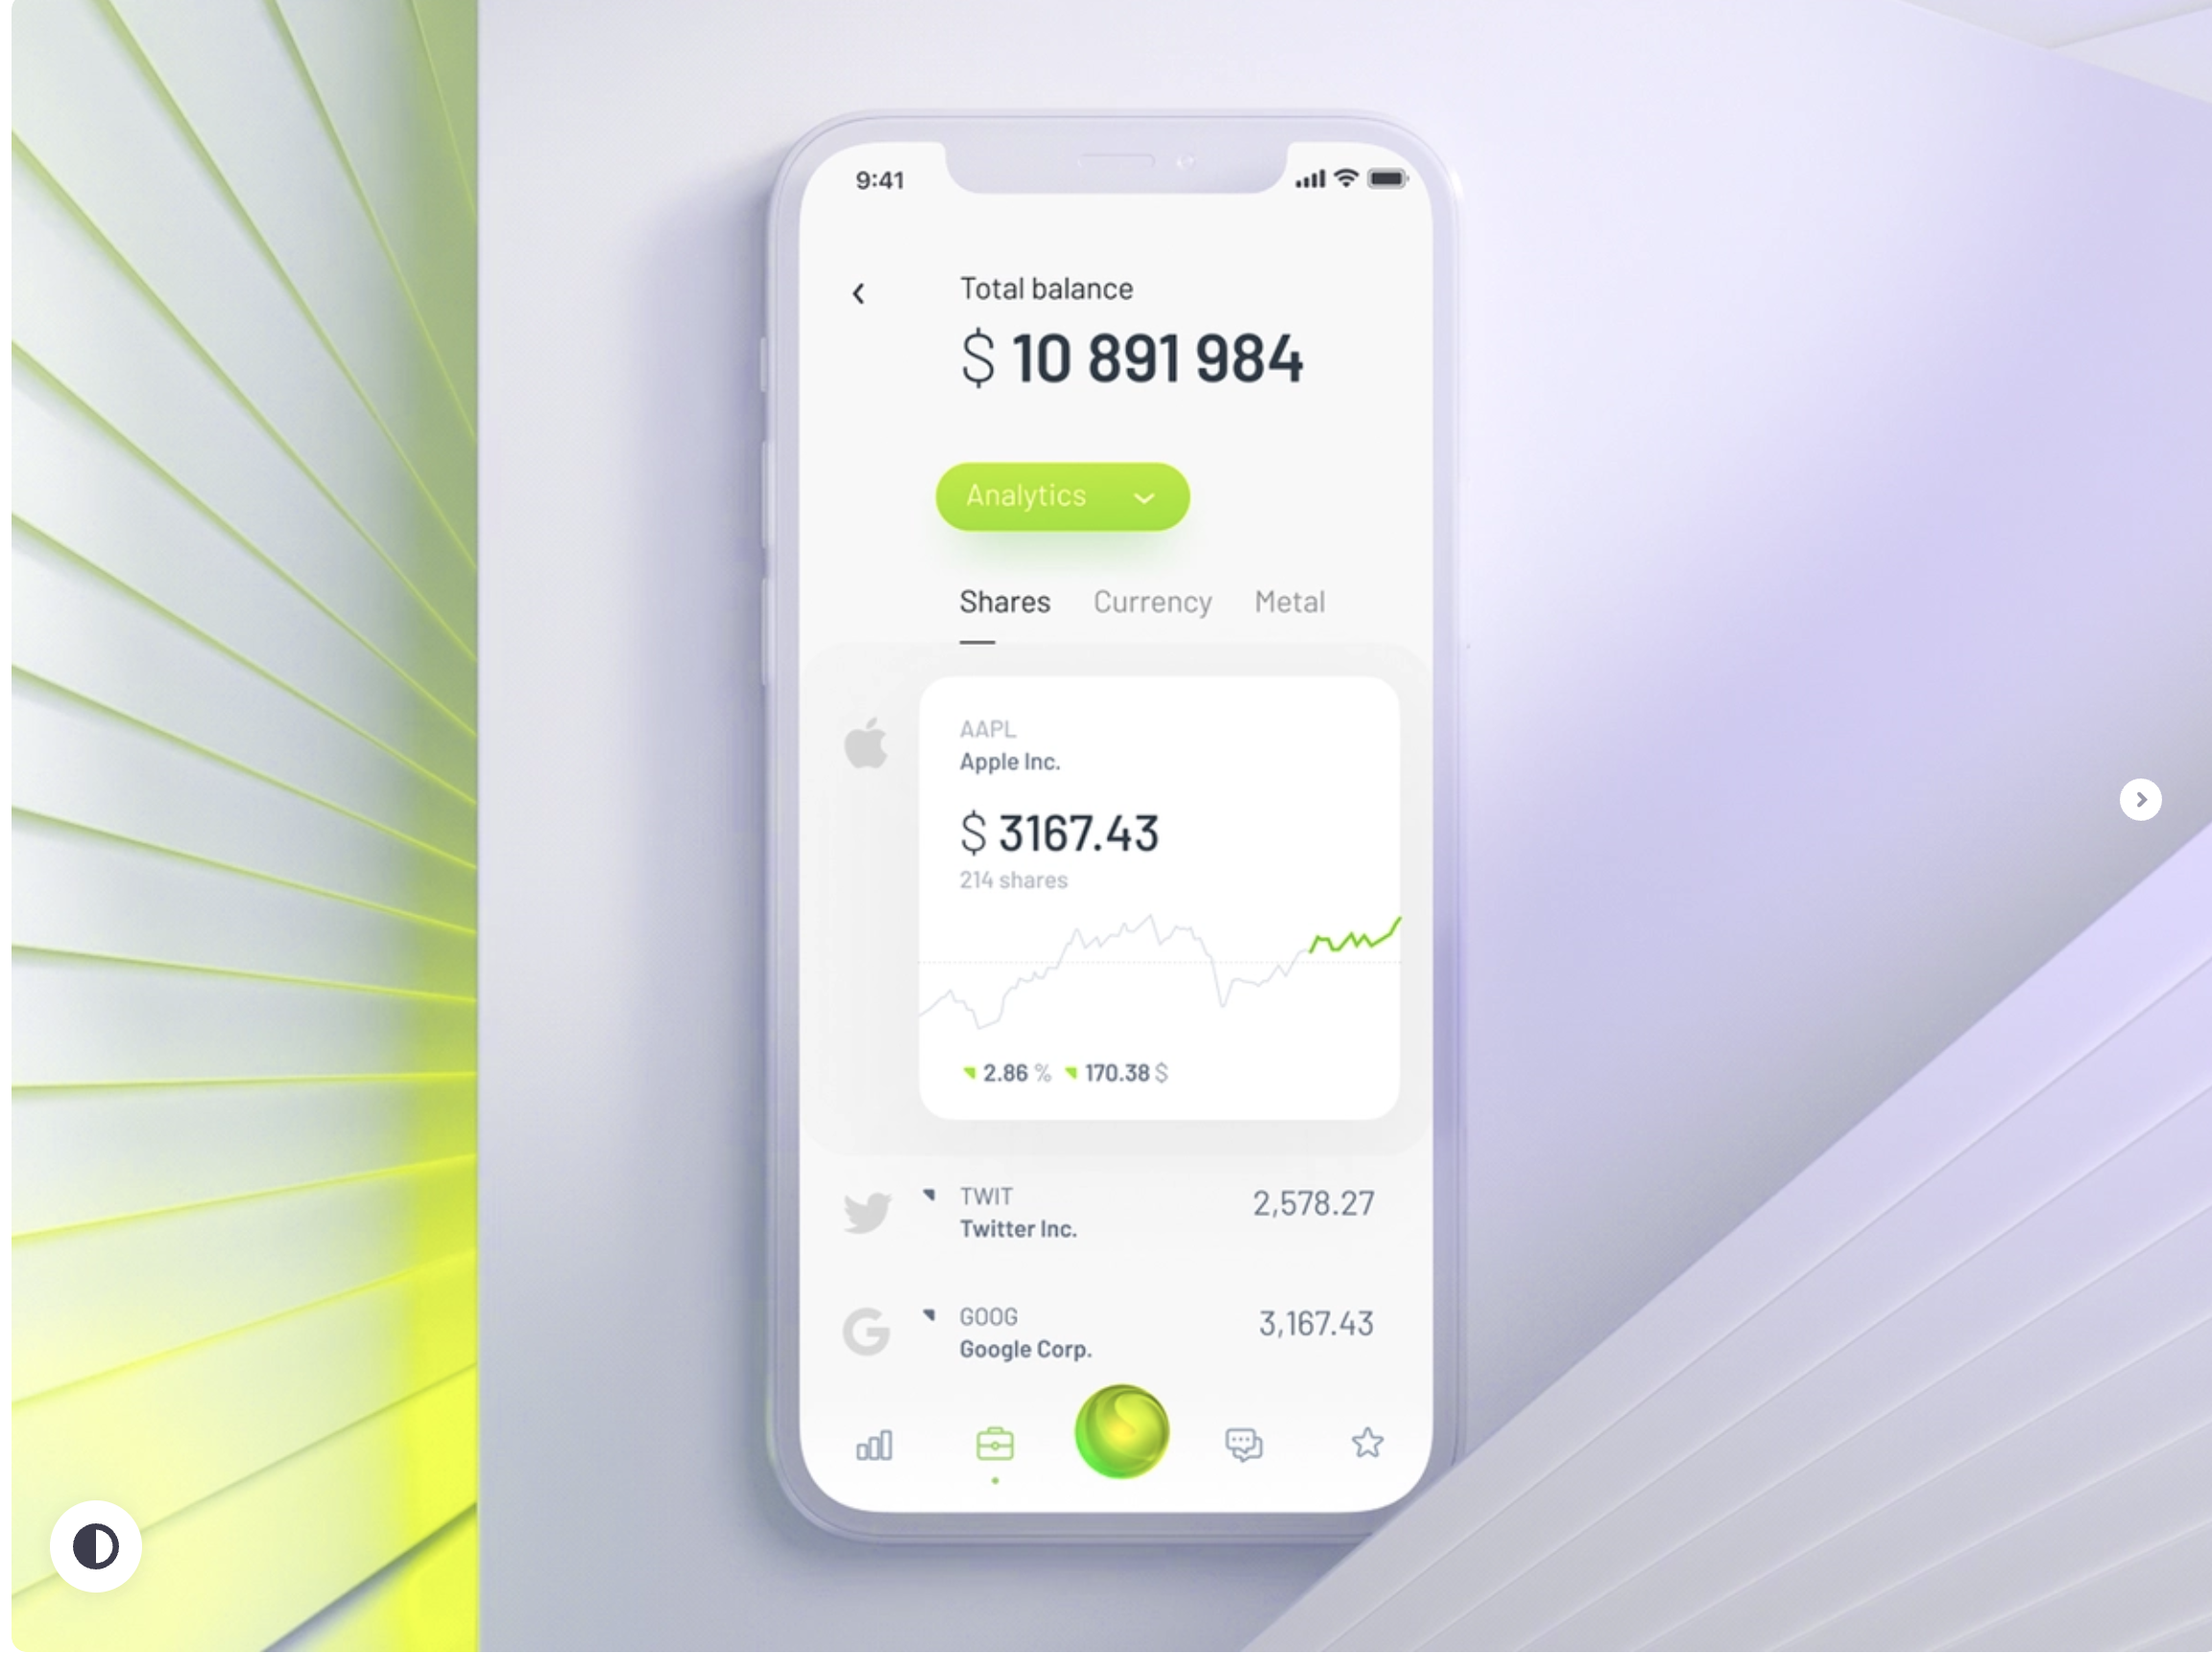 9:41
Total balance
$ 10 891 984
Analytics
Shares Currency Metal
AAPL
Apple Inc.
$ 3167.43
214 shares
2.86 % 170.38 $
TWIT 2,578.27
Twitter Inc.
GOOG 3,167.43
Google Corp.